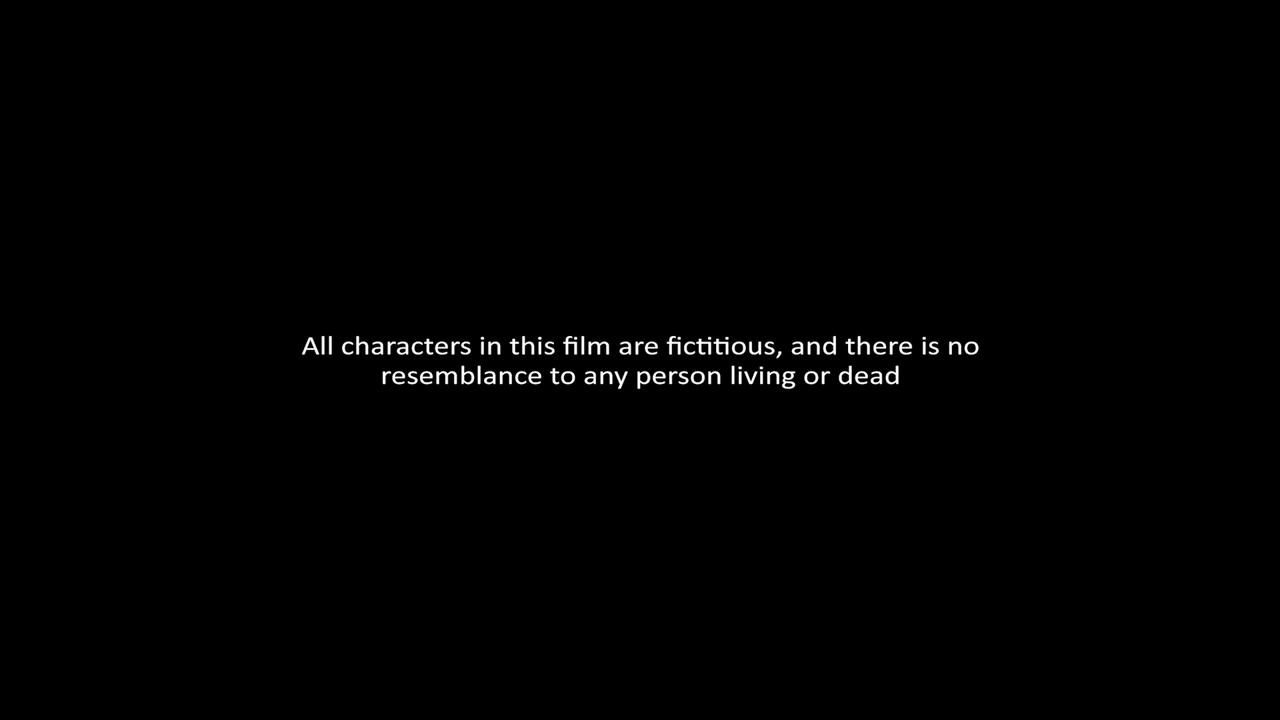 All characters in this film are fictitious, and there is no
resemblance to any person living or dead